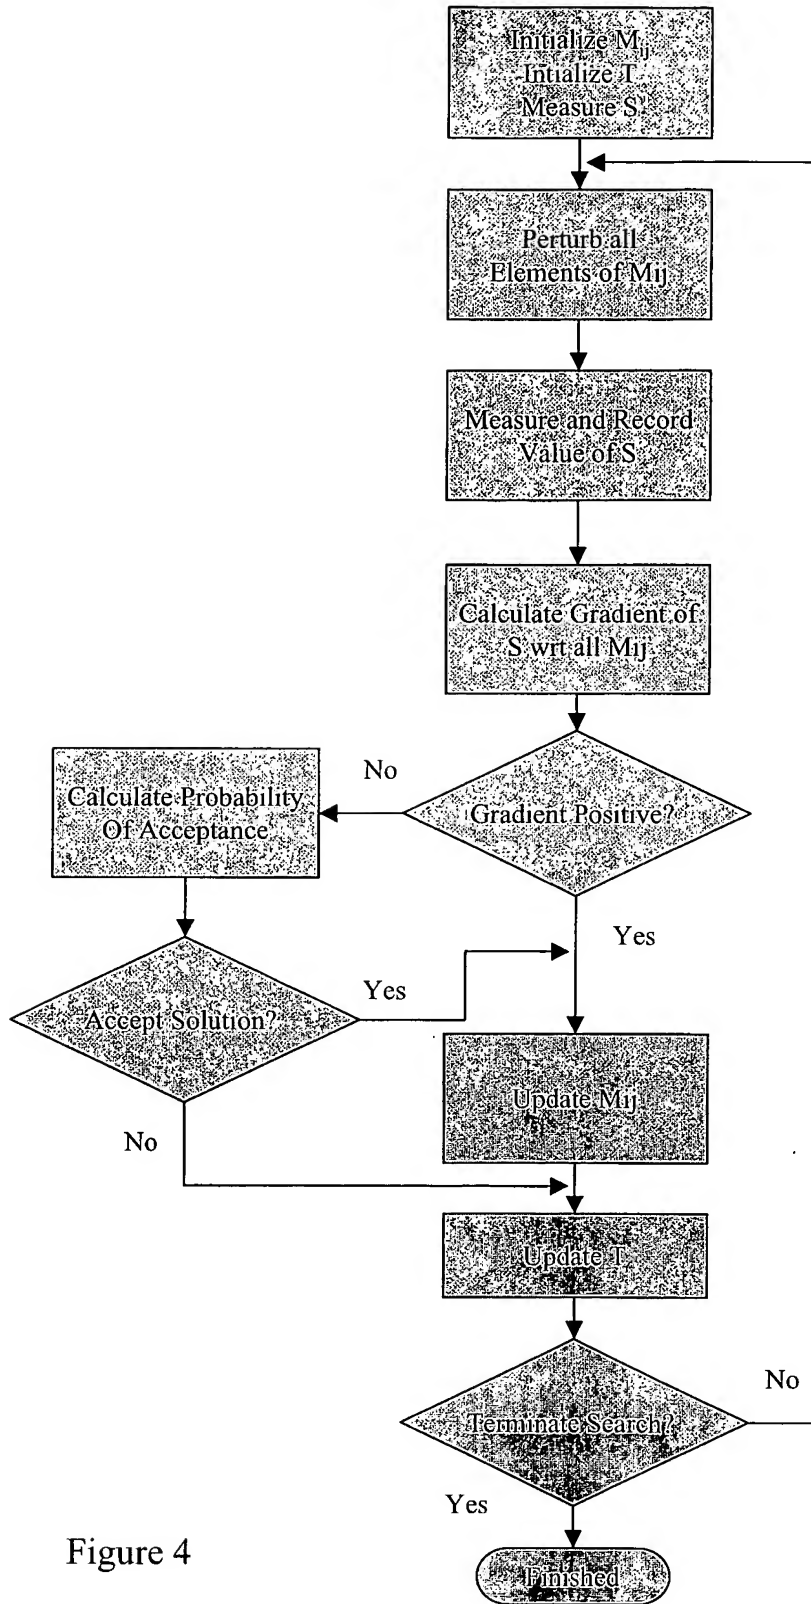 Initialize Mij
Intialize T
Measure S
Perturb all
Elements of Mij
Measure and Record
Value of S
Calculate Gradient of
S wrt all Mij
No
Calculate Probability
Of Acceptance
Gradient Positive?
Yes
Yes
Accept Solution?
Update Mij
No
Update T
No
Terminate Search?
Yes
Finished
Figure 4